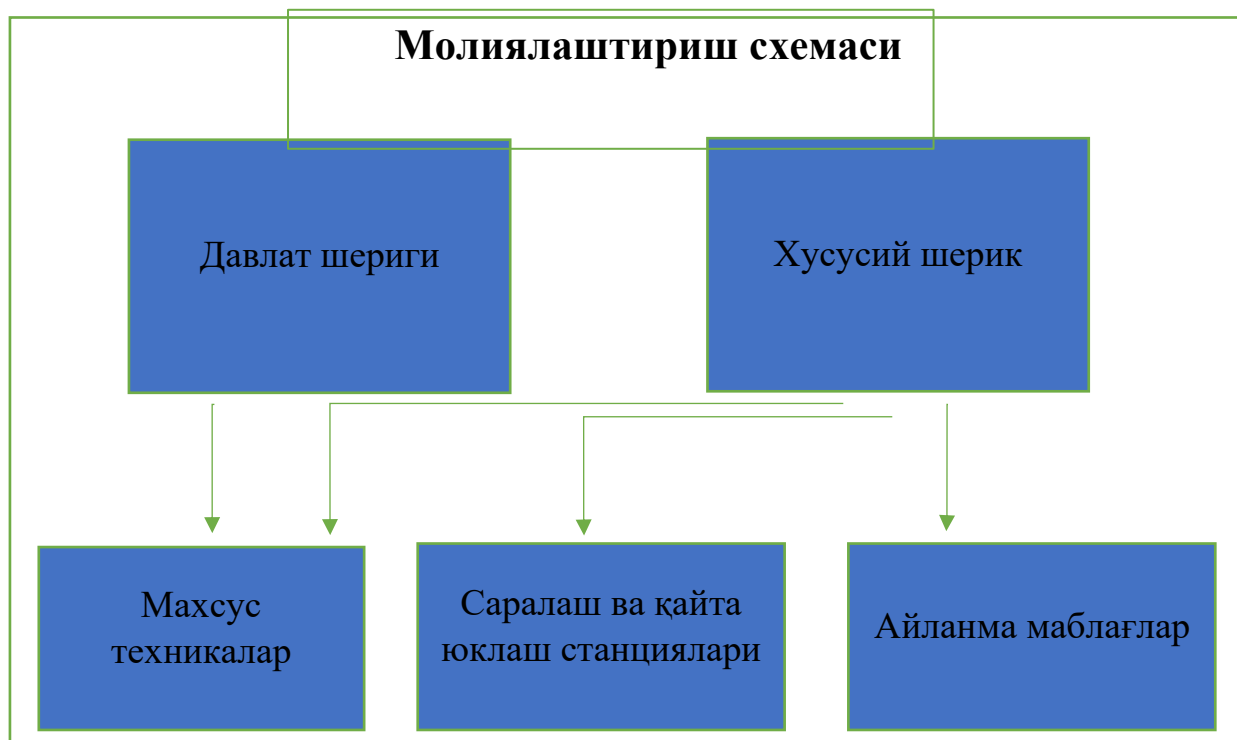 Молиялаштириш схемаси
Давлат шериги
Хусусий шерик
Махсус
техникалар
Саралаш ва қайта
юклаш станциялари
Айланма маблағлар